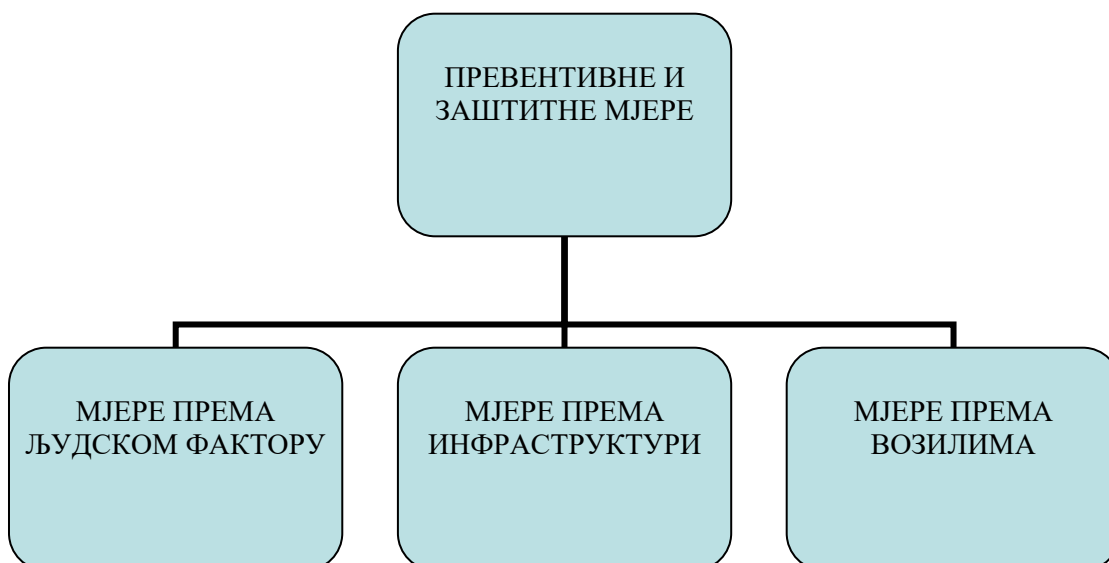 ПРЕВЕНТИВНЕ И
ЗАШТИТНЕ МЈЕРЕ
МЈЕРЕ ПРЕМА
ЉУДСКОМ ФАКТОРУ
МЈЕРЕ ПРЕМА
ИНФРАСТРУКТУРИ
МЈЕРЕ ПРЕМА
ВОЗИЛИМА